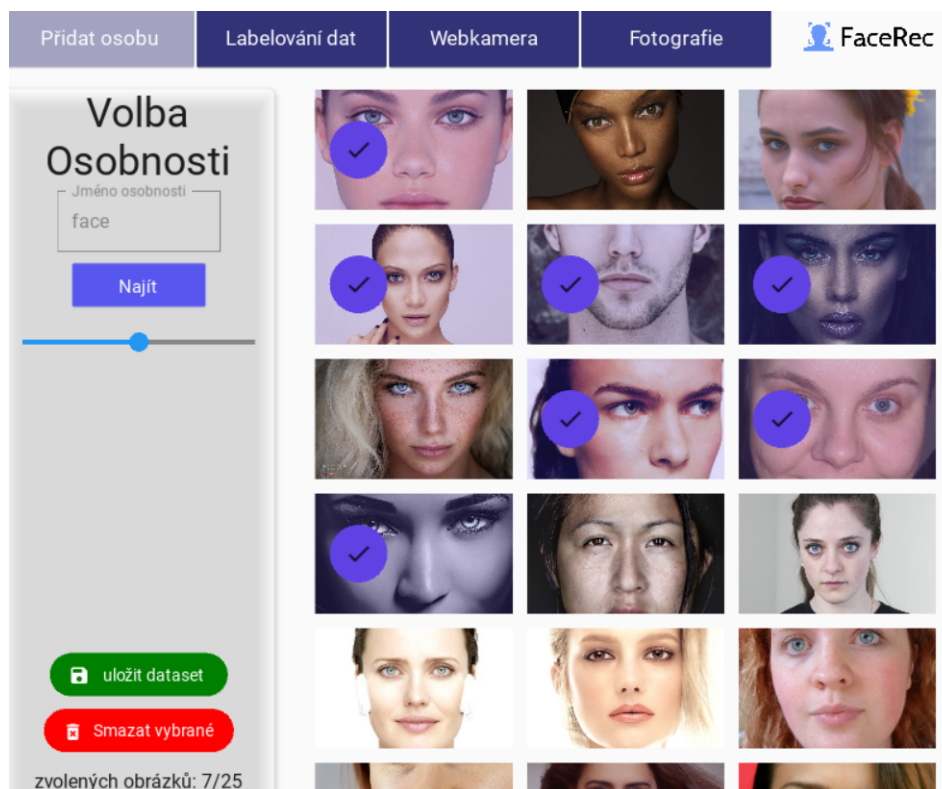 Přidat osobu
Labelování dat
Webkamera
Fotografie
FaceRec
Volba
Osobnosti
Jméno osobnosti
face
Najít
uložit dataset
Smazat vybrané
zvolených obrázků: 7/25